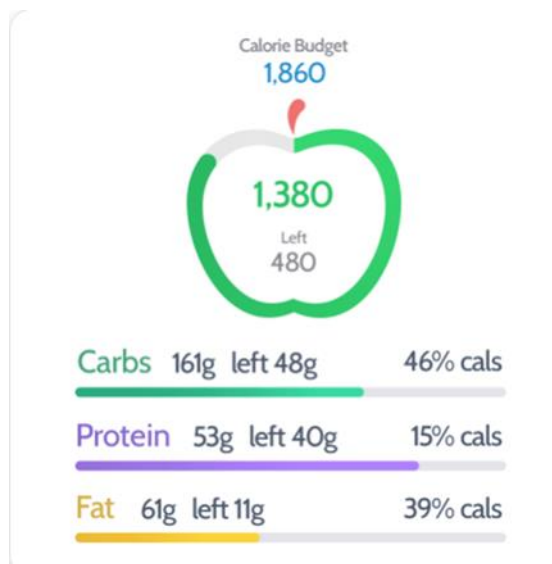 Calorie Budget
1,860
1,380
Left
480
Carbs 161g left 48g 46% cals
Protein 53g left 40g 15% cals
Fat 61g left 11g 39% cals